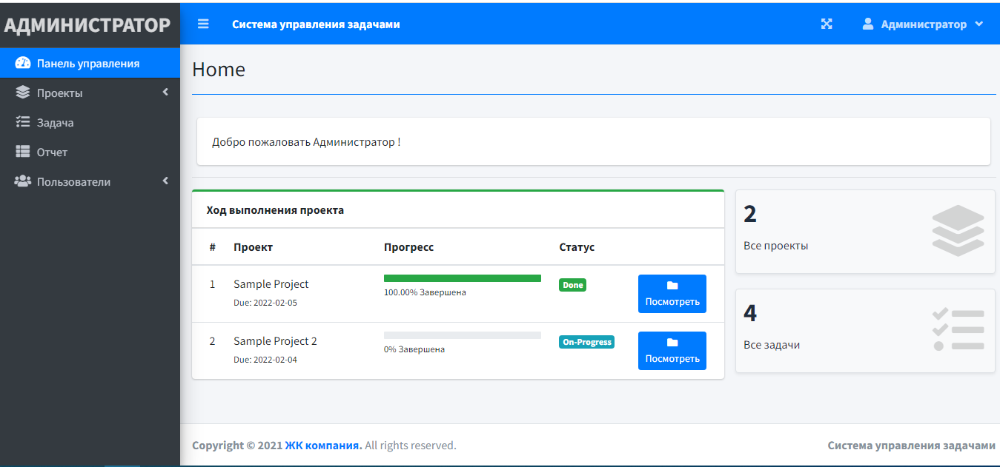 АДМИНИСТРАТОР
Система управления задачами
Администратор
Панель управления
Проекты
Задача
Отчет
Пользователи
Home
Добро пожаловать Администратор !
Ход выполнения проекта
# Проект Прогресс Статус
1 Sample Project Done
100.00% Завершена
Due: 2022-02-05
Посмотреть
2 Sample Project 2 On-Progress
0% Завершена
Due: 2022-02-04
Посмотреть
2
Все проекты
4
Все задачи
Copyright © 2021 ЖК компания. All rights reserved.
Система управления задачами